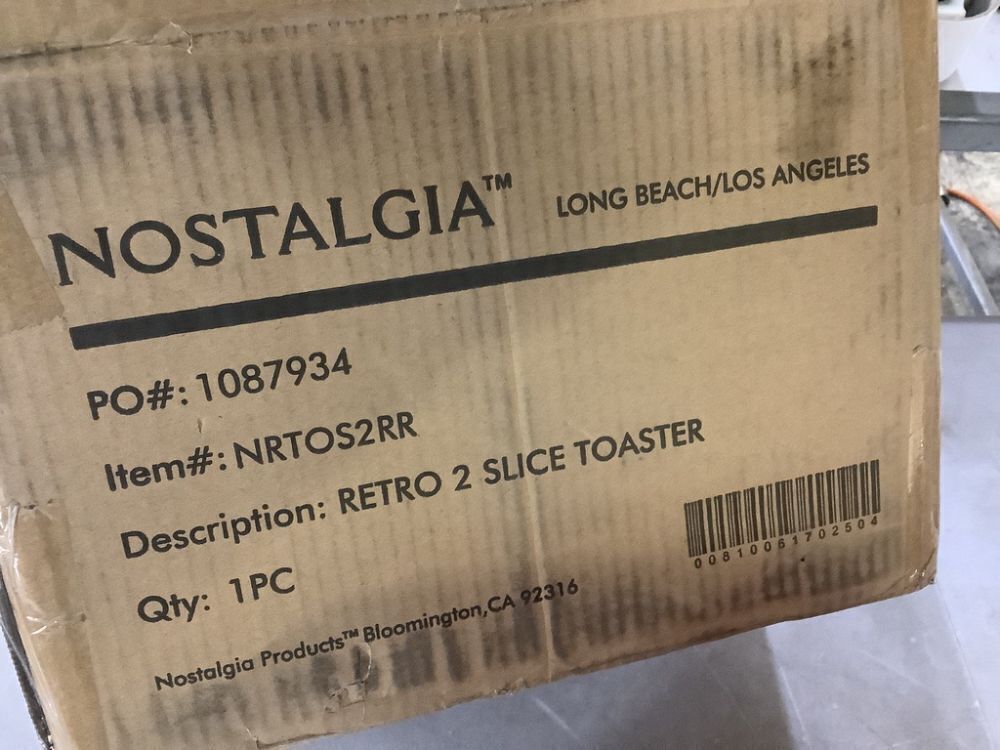 NOSTALGIA™ LONG BEACH/LOS ANGELES
PO#: 1087934
Item#: NRTOS2RR
Description: RETRO 2 SLICE TOASTER
Qty: 1PC
00810061702504
Nostalgia Products™ Bloomington,CA 92316